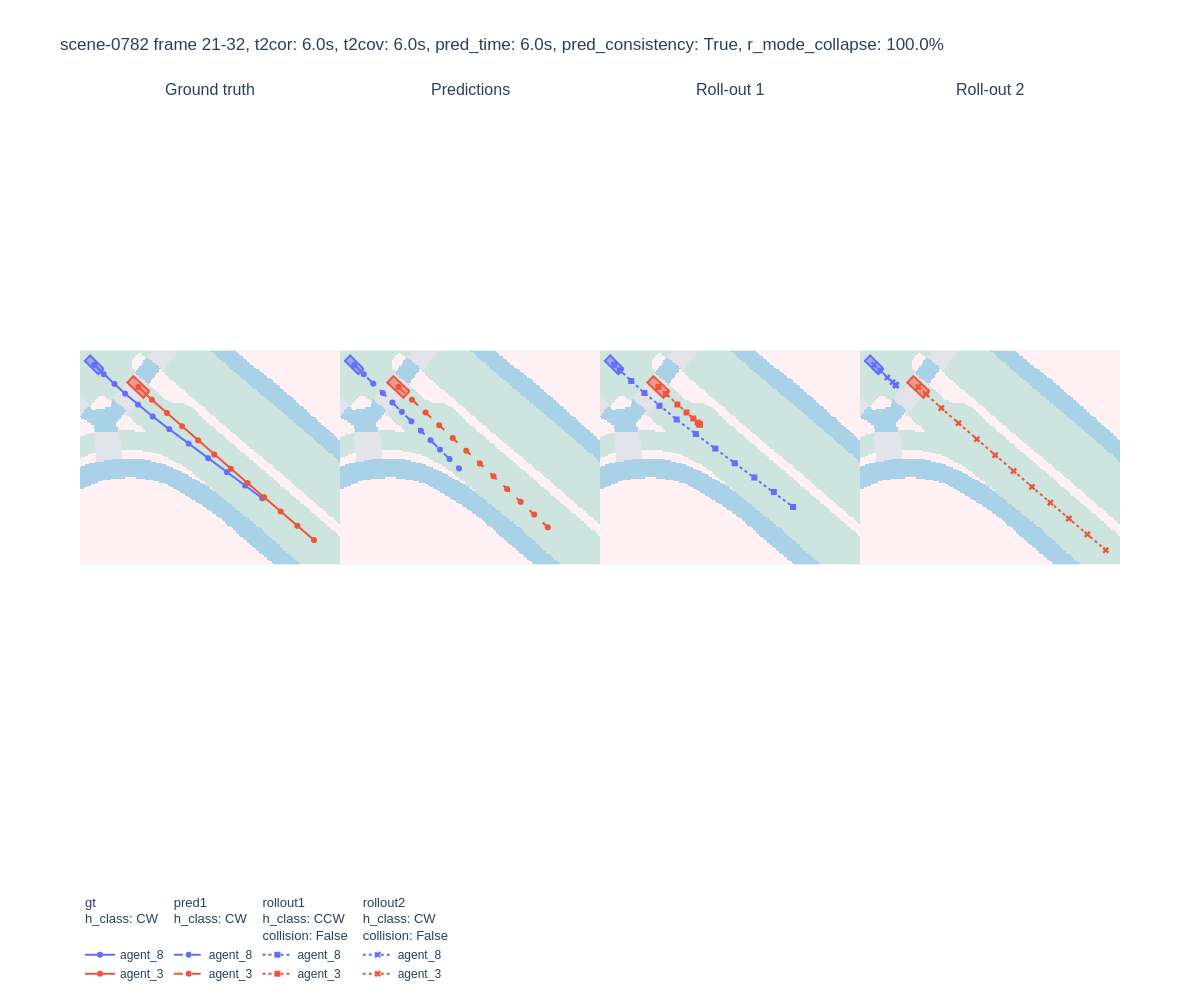 scene-0782 frame 21-32, t2cor: 6.0s, t2cov: 6.0s, pred_time: 6.0s, pred_consistency: True, r_mode_collapse: 100.0%
Ground truth Predictions Roll-out 1 Roll-out 2
gt pred1 rollout1 rollout2
h_class: CW h_class: CW h_class: CCW h_class: CW
collision: False collision: False
agent_8 agent_8 agent_8 agent_8
agent_3 agent_3 agent_3 agent_3